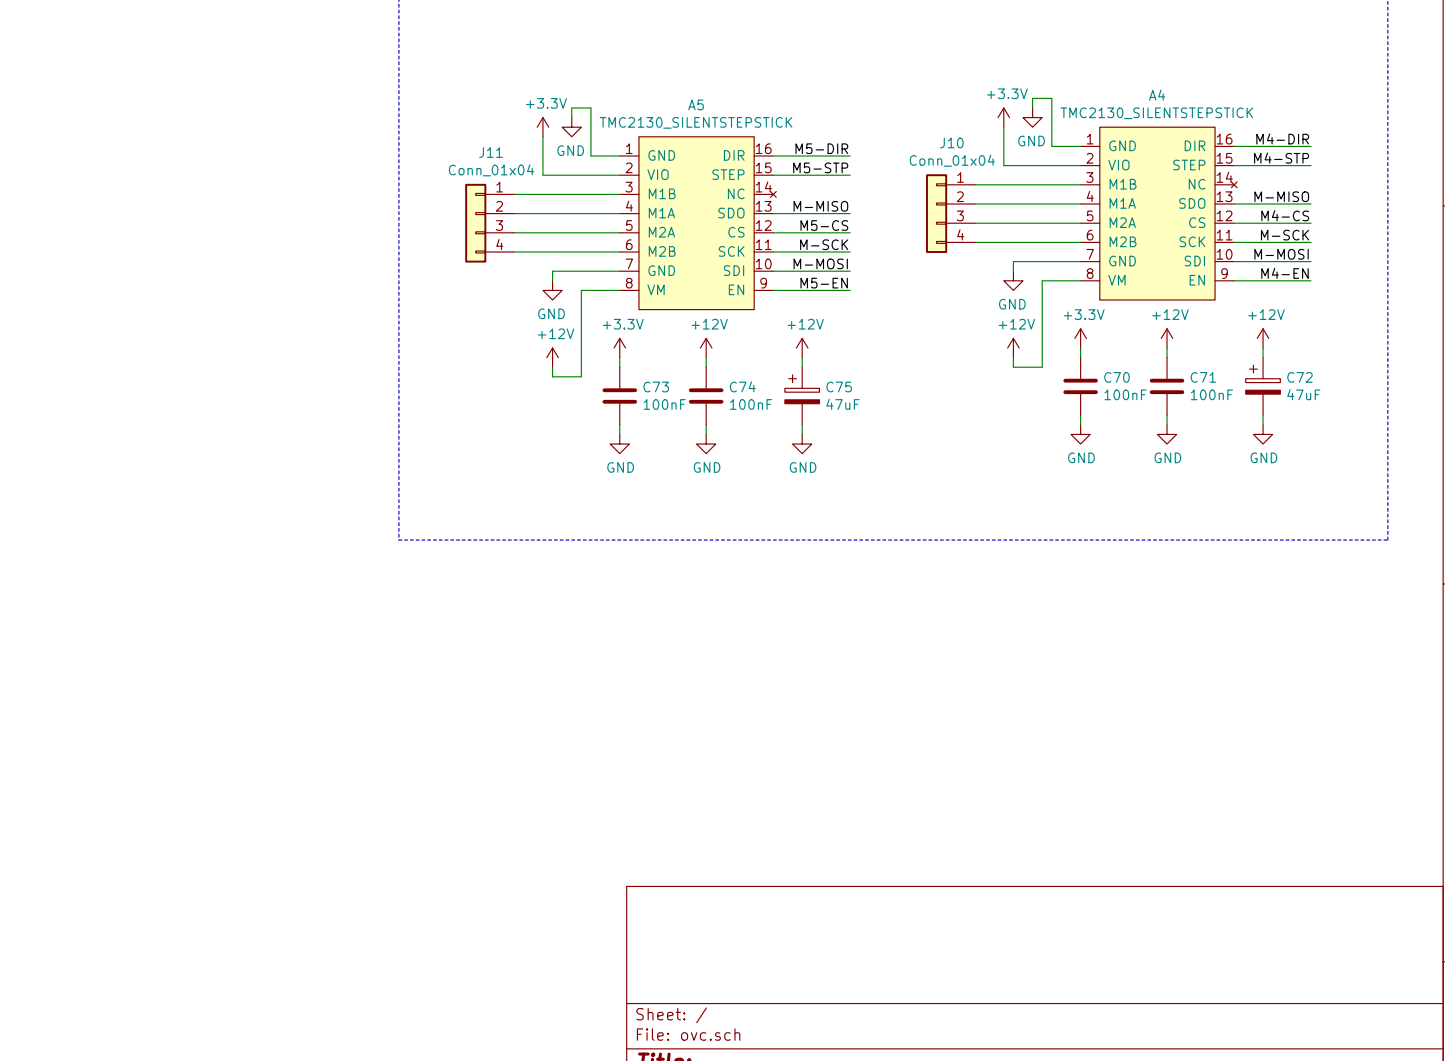 A5
TMC2130_SILENTSTEPSTICK
+3.3V
GND
J11
Conn_01x04
1
2
3
4
1 GND DIR 16 M5-DIR
2 VIO STEP 15 M5-STP
3 M1B NC 14
4 M1A SDO 13 M-MISO
5 M2A CS 12 M5-CS
6 M2B SCK 11 M-SCK
7 GND SDI 10 M-MOSI
8 VM EN 9 M5-EN
GND
+12V
+3.3V
+12V
+12V
C73
100nF
C74
100nF
+
C75
47uF
GND
GND
GND
A4
TMC2130_SILENTSTEPSTICK
+3.3V
GND
J10
Conn_01x04
1
2
3
4
1 GND DIR 16 M4-DIR
2 VIO STEP 15 M4-STP
3 M1B NC 14
4 M1A SDO 13 M-MISO
5 M2A CS 12 M4-CS
6 M2B SCK 11 M-SCK
7 GND SDI 10 M-MOSI
8 VM EN 9 M4-EN
GND
+12V
+3.3V
+12V
+12V
C70
100nF
C71
100nF
+
C72
47uF
GND
GND
GND
Sheet: /
File: ovc.sch
Title: